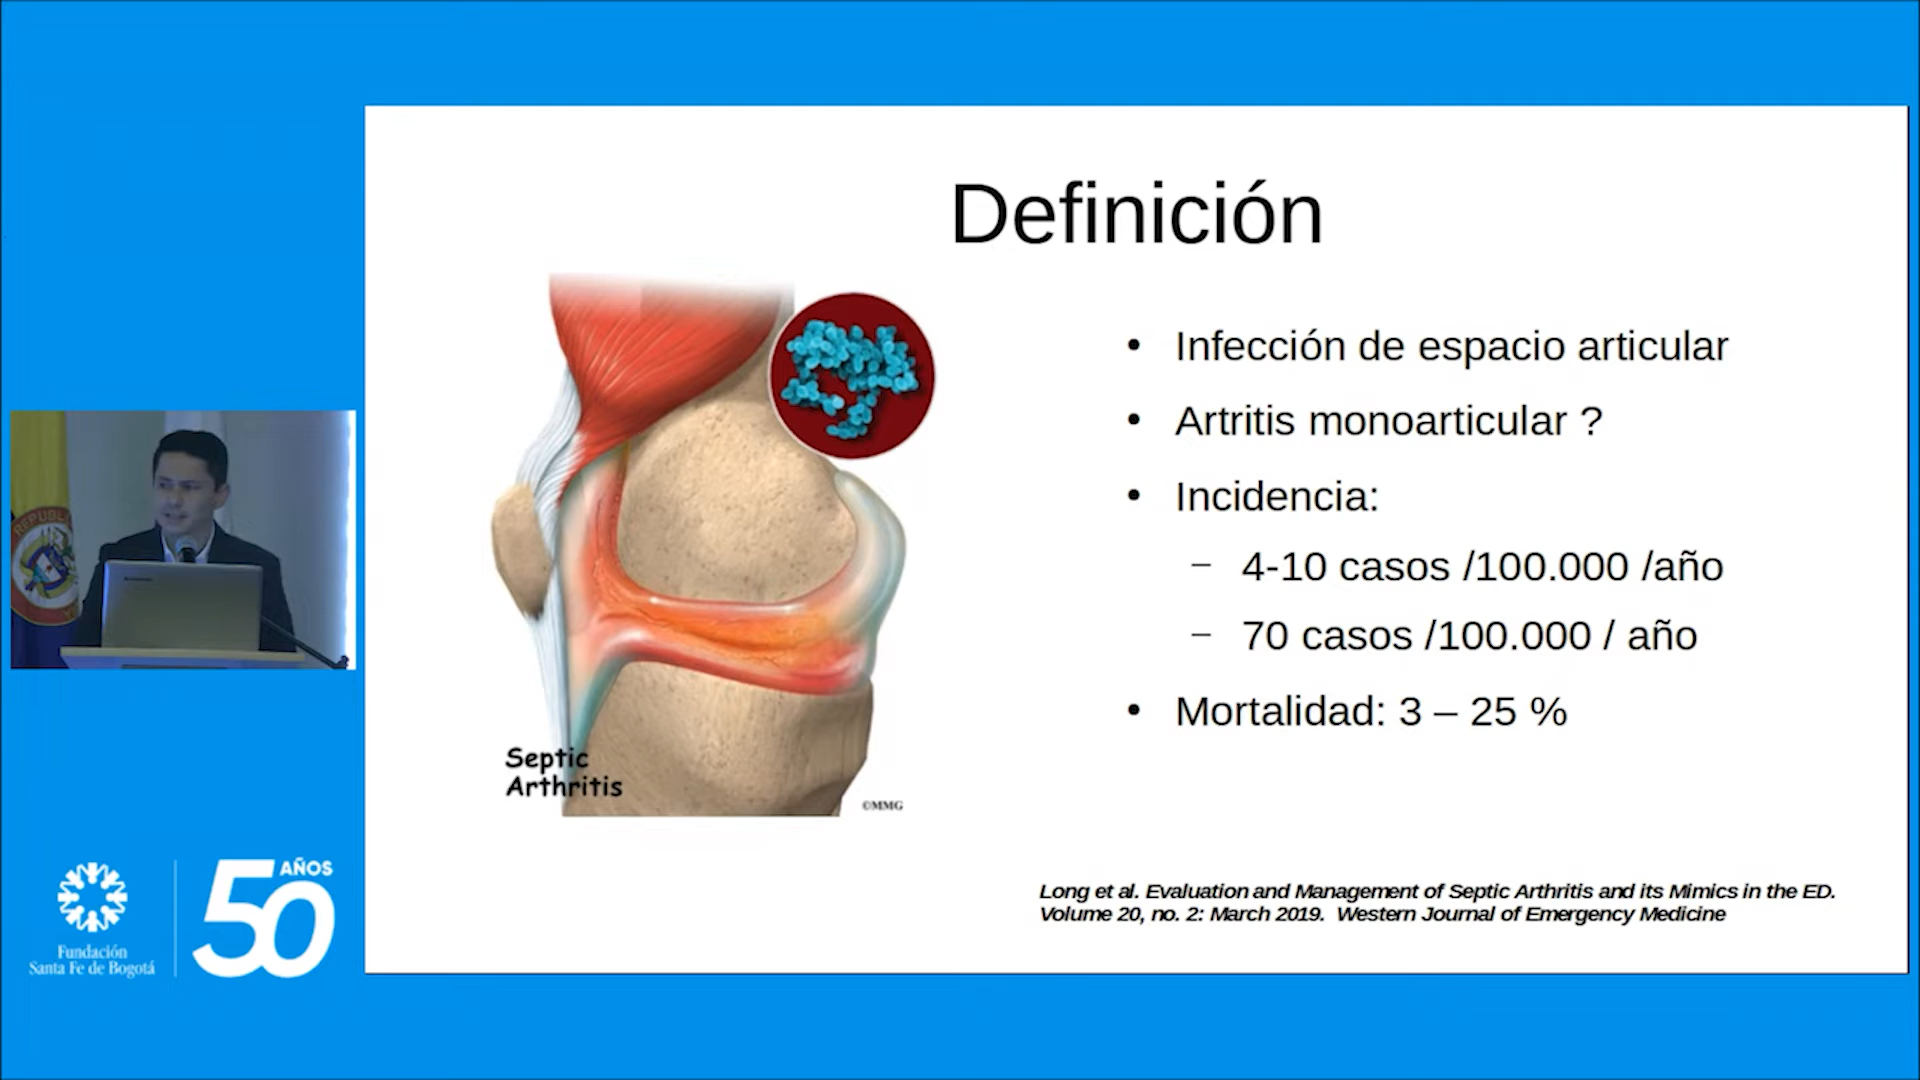 Definición
Septic
Arthritis
©MMG
• Infección de espacio articular
• Artritis monoarticular ?
• Incidencia:
– 4-10 casos /100.000 /año
– 70 casos /100.000 / año
• Mortalidad: 3 – 25 %
Long et al. Evaluation and Management of Septic Arthritis and its Mimics in the ED.
Volume 20, no. 2: March 2019. Western Journal of Emergency Medicine
Fundación
Santa Fe de Bogotá
50 AÑOS